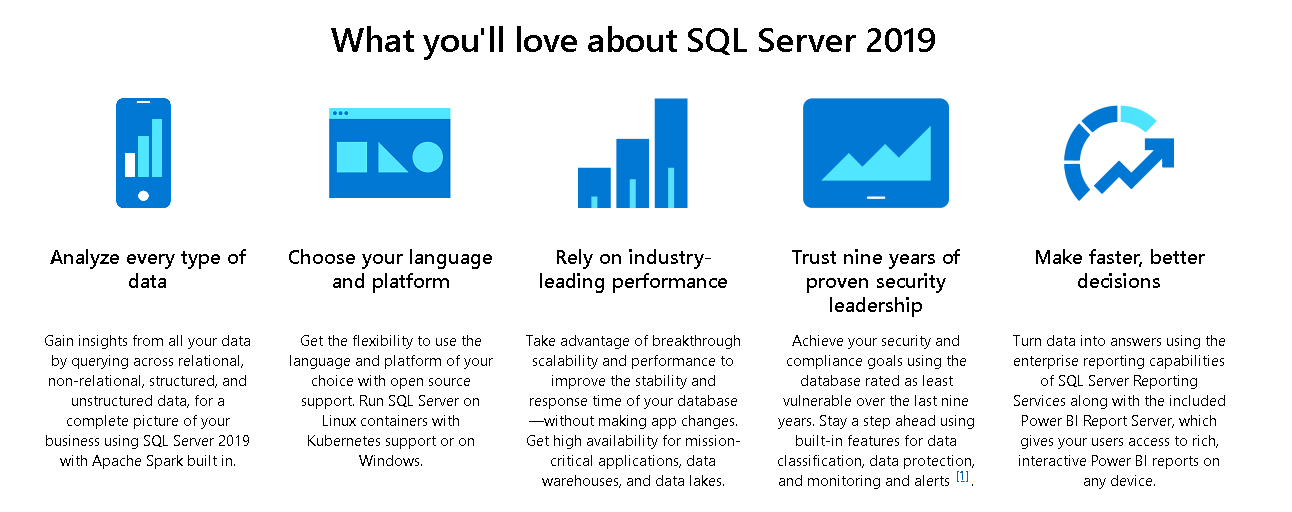 What you'll love about SQL Server 2019
Analyze every type of
data
Gain insights from all your data
by querying across relational,
non-relational, structured, and
unstructured data, for a
complete picture of your
business using SQL Server 2019
with Apache Spark built in.
Choose your language
and platform
Get the flexibility to use the
language and platform of your
choice with open source
support. Run SQL Server on
Linux containers with
Kubernetes support or on
Windows.
Rely on industry-
leading performance
Take advantage of breakthrough
scalability and performance to
improve the stability and
response time of your database
—without making app changes.
Get high availability for mission-
critical applications, data
warehouses, and data lakes.
Trust nine years of
proven security
leadership
Achieve your security and
compliance goals using the
database rated as least
vulnerable over the last nine
years. Stay a step ahead using
built-in features for data
classification, data protection,
and monitoring and alerts [1].
Make faster, better
decisions
Turn data into answers using the
enterprise reporting capabilities
of SQL Server Reporting
Services along with the included
Power BI Report Server, which
gives your users access to rich,
interactive Power BI reports on
any device.